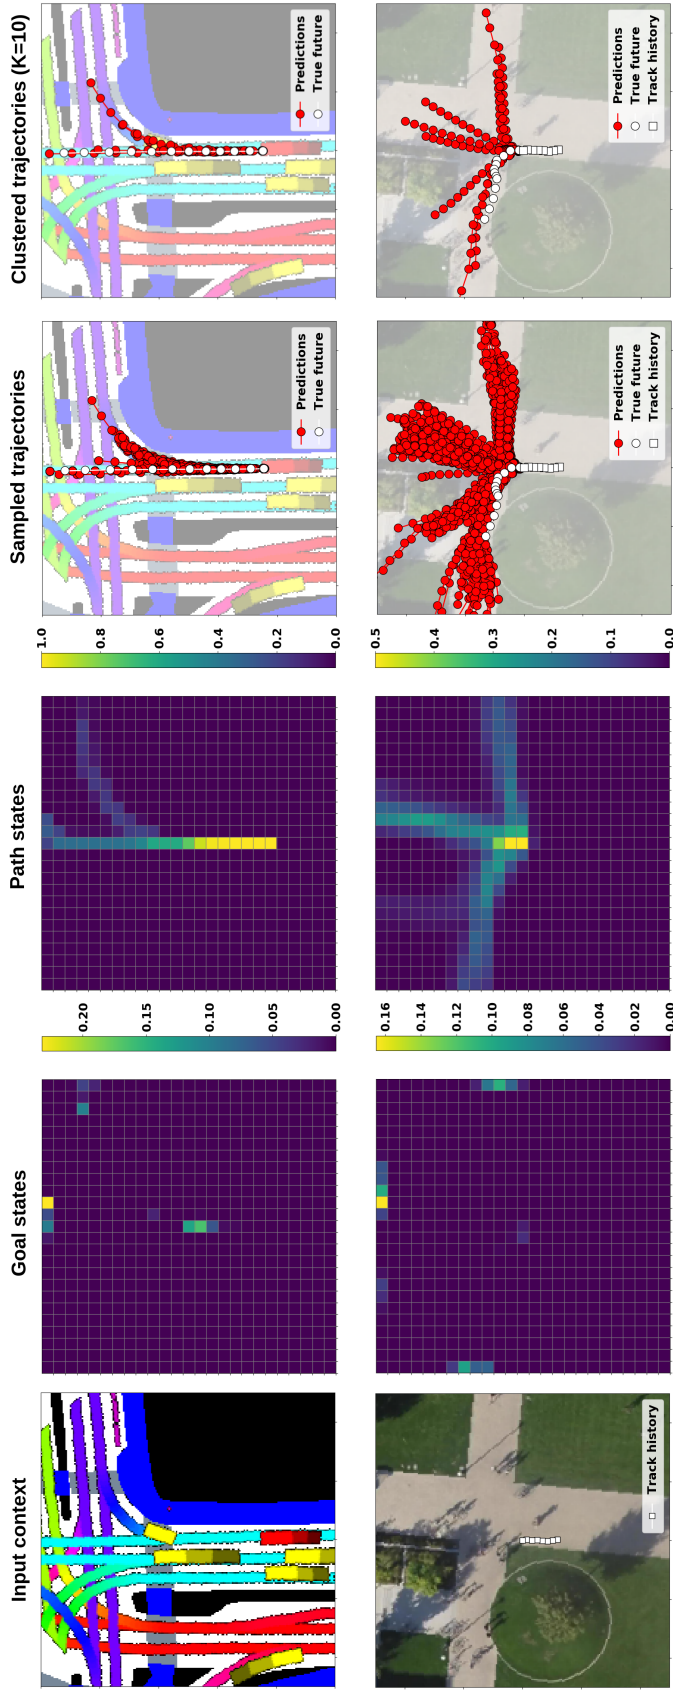 Input context
Goal states
Path states
Sampled trajectories
Clustered trajectories (K=10)
0.20
0.15
0.10
0.05
0.00
1.0
0.8
0.6
0.4
0.2
0.0
Predictions
True future
Predictions
True future
Track history
0.16
0.14
0.12
0.10
0.08
0.06
0.04
0.02
0.00
0.5
0.4
0.3
0.2
0.1
0.0
Predictions
True future
Track history
Predictions
True future
Track history